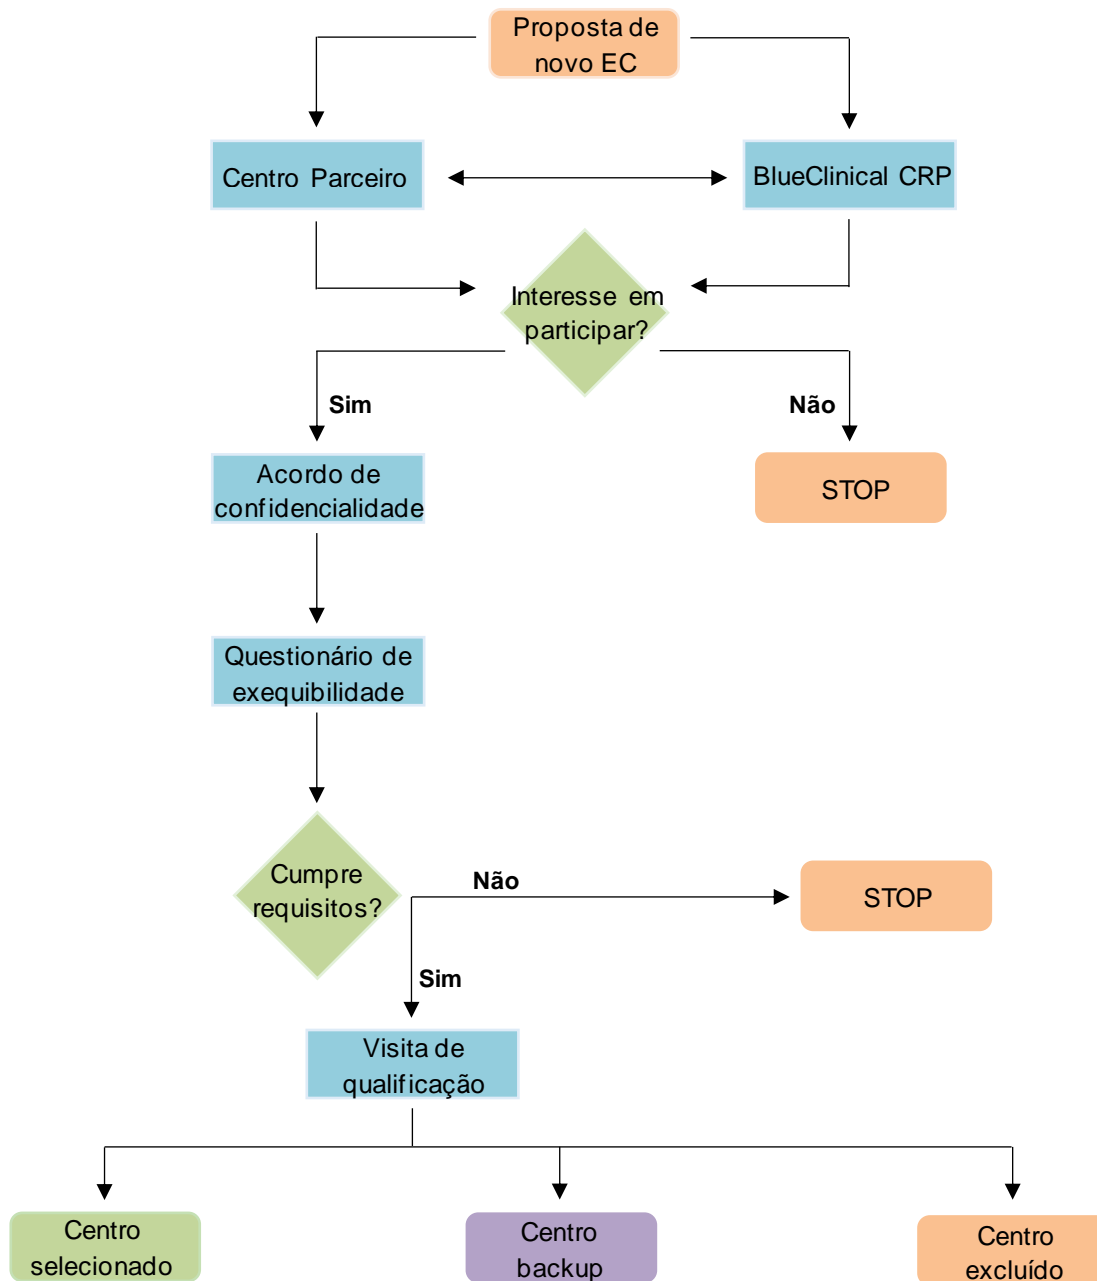 Proposta de
novo EC
Centro Parceiro
BlueClinical CRP
Interesse em
participar?
Sim
Não
Acordo de
confidencialidade
STOP
Questionário de
exequibilidade
Cumpre
requisitos?
Não
STOP
Sim
Visita de
qualificação
Centro
selecionado
Centro
backup
Centro
excluído